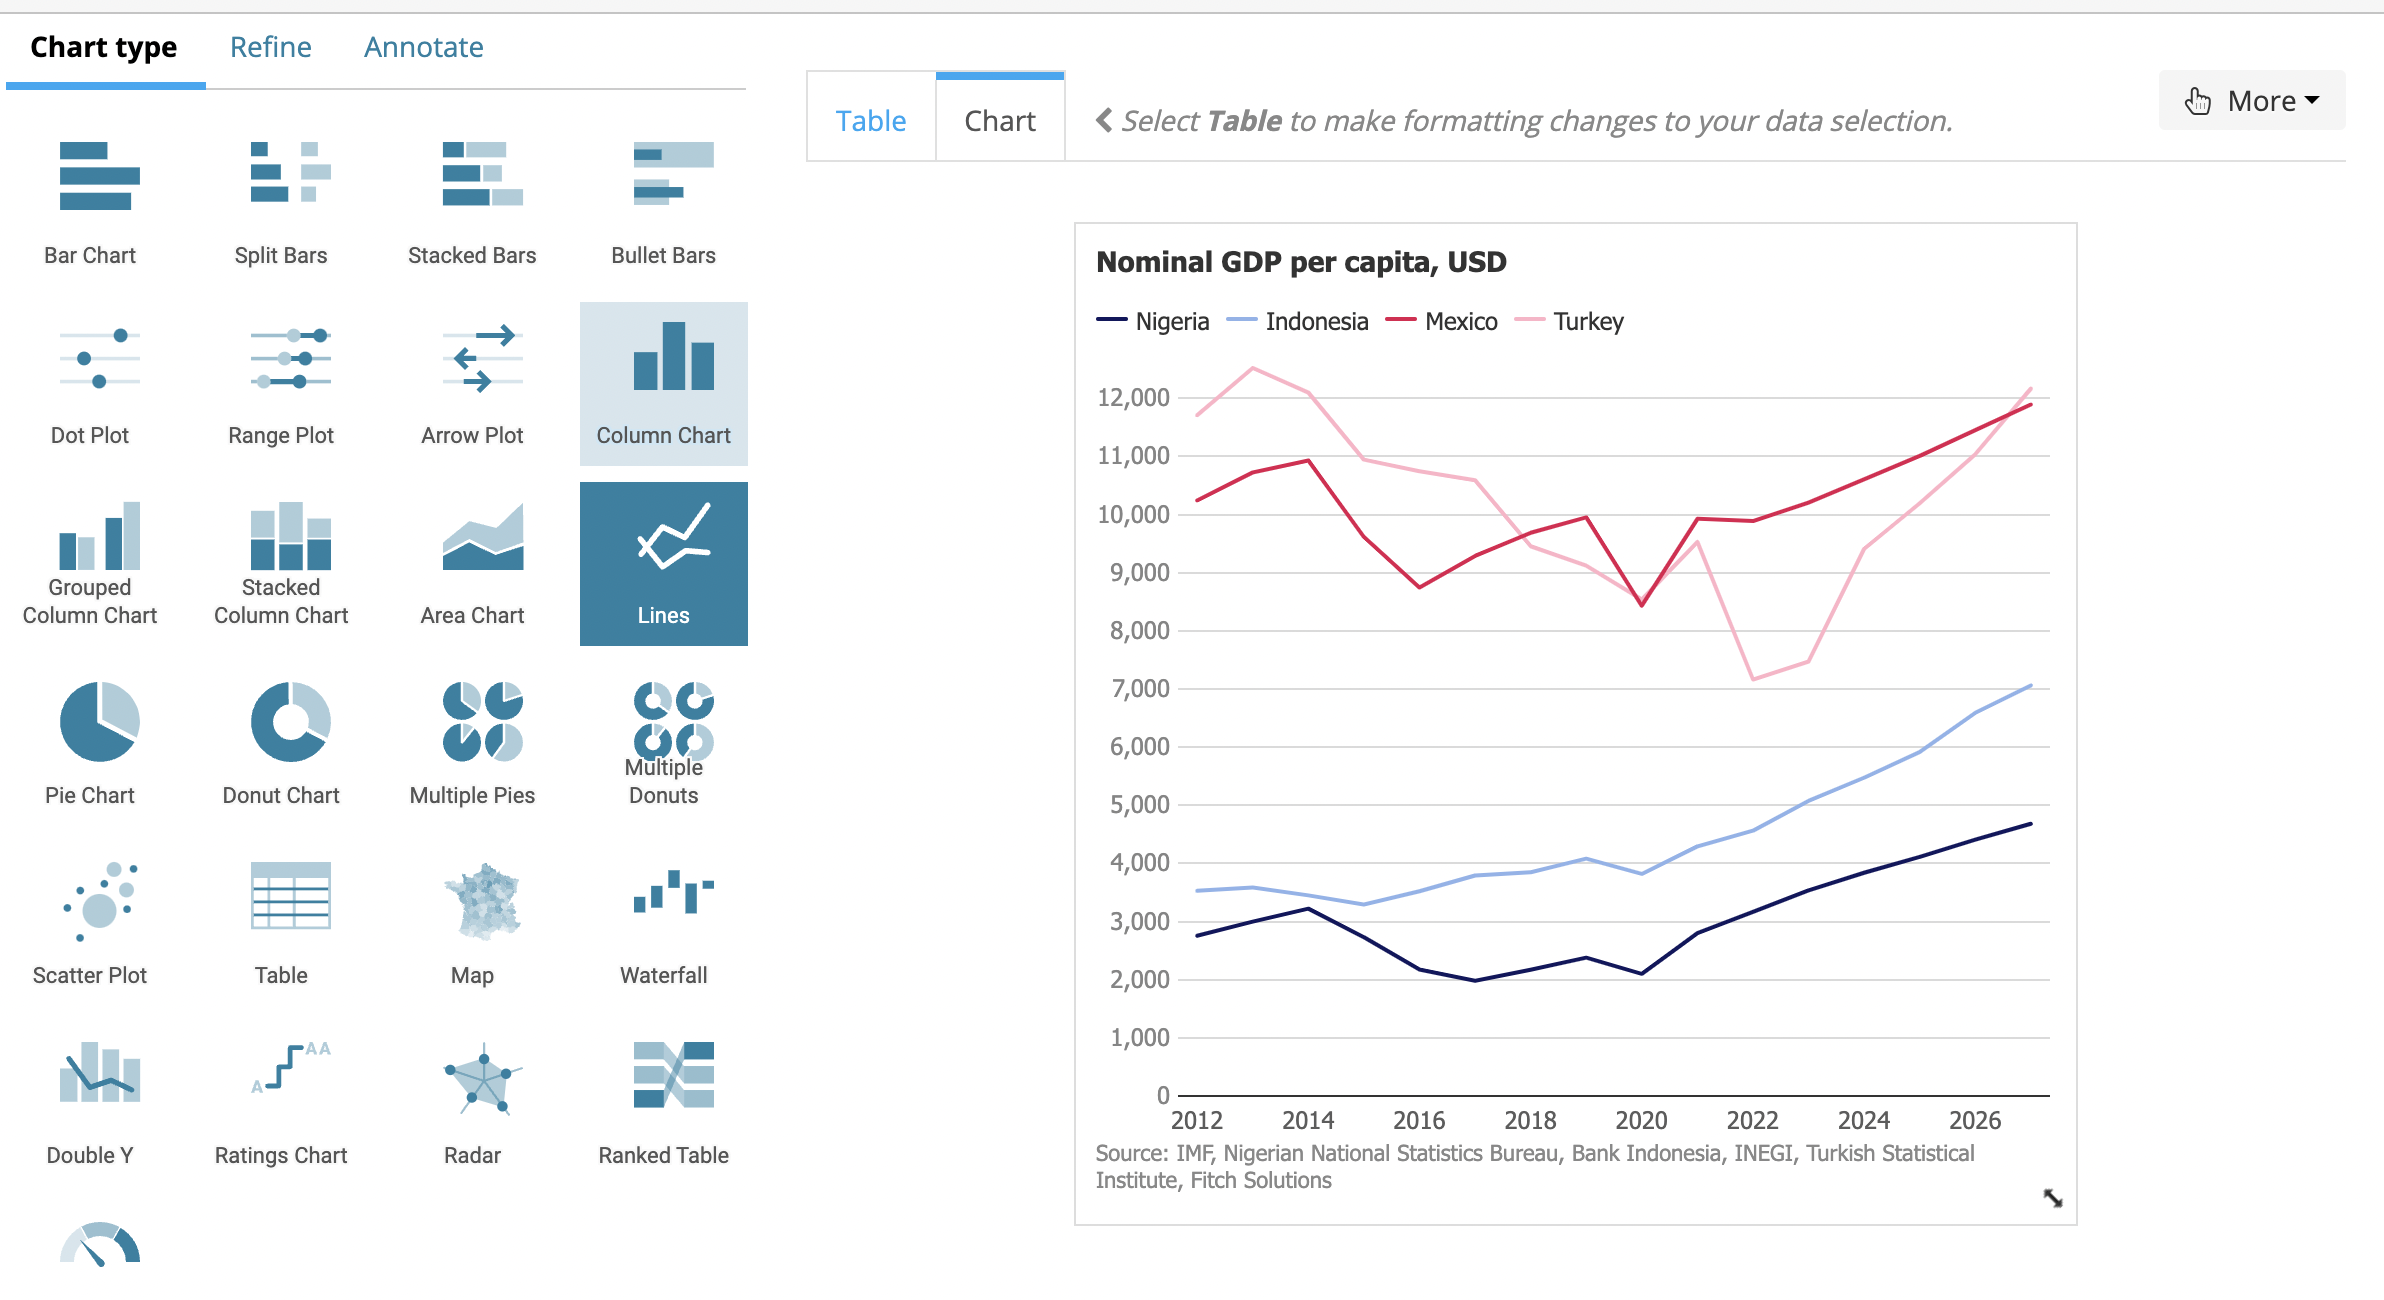 Chart type Refine Annotate
Bar Chart Split Bars Stacked Bars Bullet Bars
Dot Plot Range Plot Arrow Plot Column Chart
Grouped
Column Chart
Stacked
Column Chart
Area Chart
Lines
Pie Chart Donut Chart Multiple Pies
Multiple
Donuts
Scatter Plot Table Map Waterfall
A AA
Double Y Ratings Chart Radar Ranked Table
Table Chart Select Table to make formatting changes to your data selection.
More
Nominal GDP per capita, USD
Nigeria Indonesia Mexico Turkey
12,000
11,000
10,000
9,000
8,000
7,000
6,000
5,000
4,000
3,000
2,000
1,000
0
2012 2014 2016 2018 2020 2022 2024 2026
Source: IMF, Nigerian National Statistics Bureau, Bank Indonesia, INEGI, Turkish Statistical
Institute, Fitch Solutions